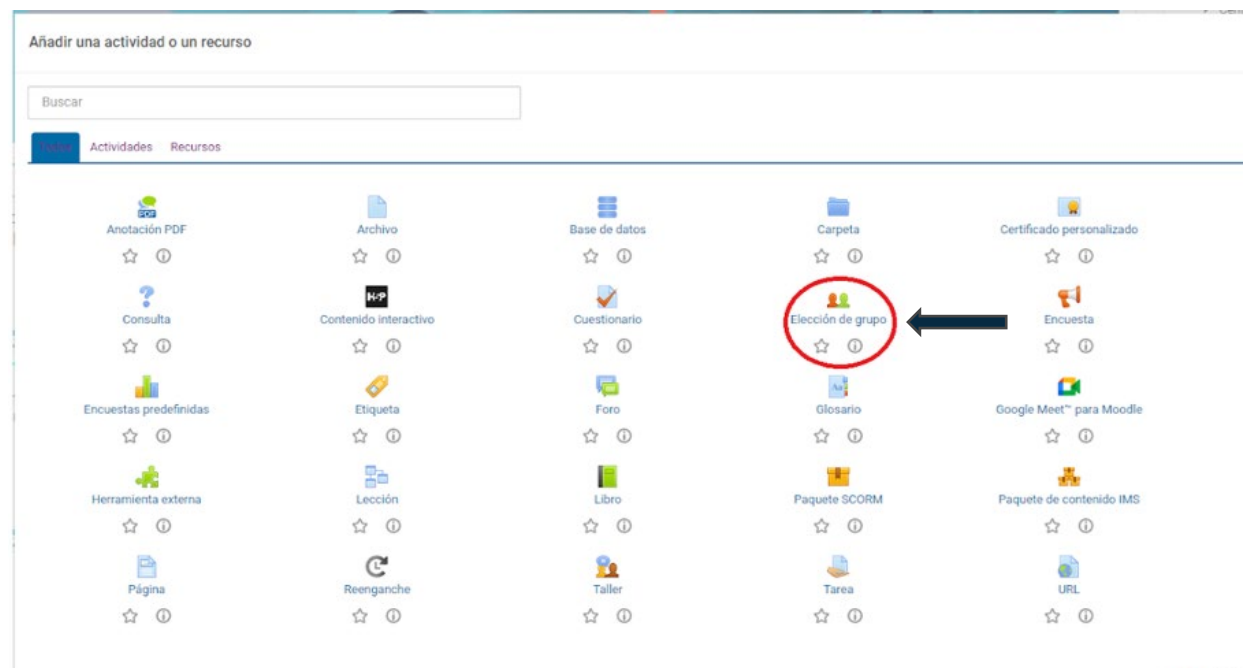 Añadir una actividad o un recurso
Buscar
Actividades Recursos
PDF
Anotación PDF Archivo Base de datos Carpeta Certificado personalizado
H-P
Consulta Contenido interactivo Cuestionario Elección de grupo Encuesta
Aa
Encuestas predefinidas Etiqueta Foro Glosario Google Meet™ para Moodle
Herramienta externa Lección Libro Paquete SCORM Paquete de contenido IMS
Página Reenganche Taller Tarea URL